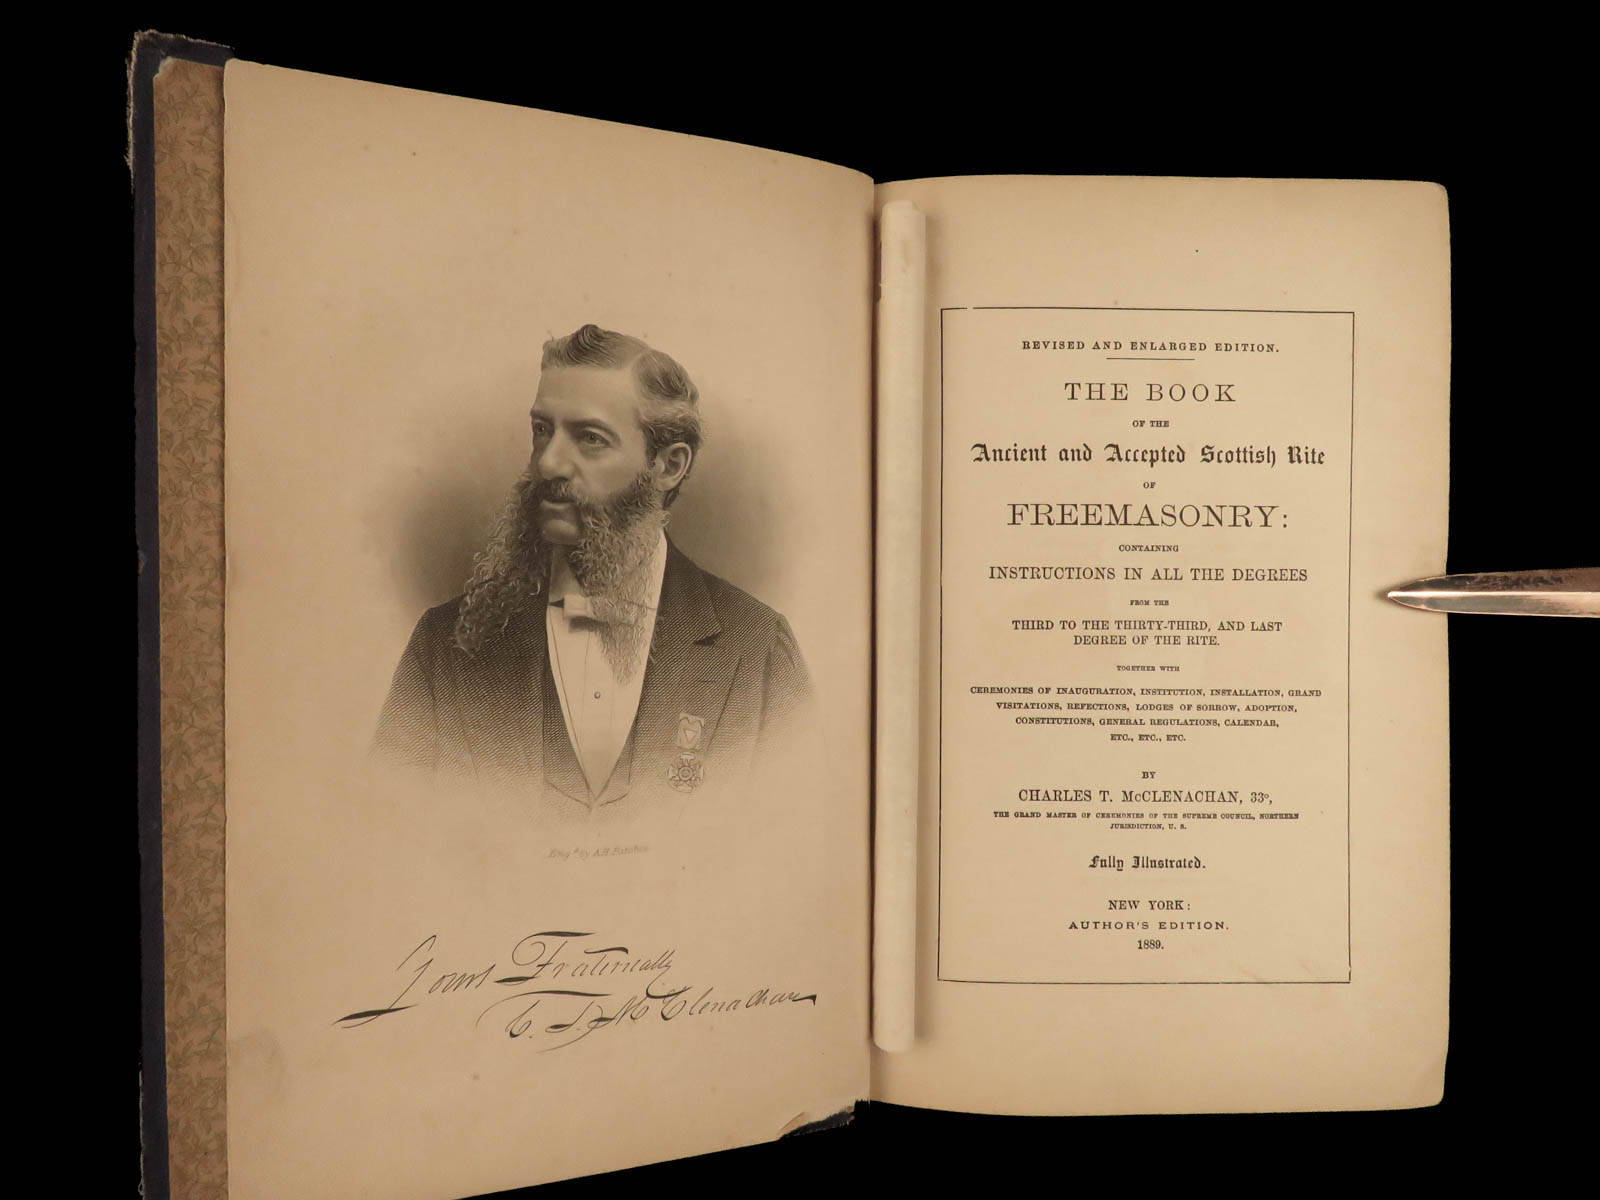 Eng.d by A.H. Ritchie
Yours Fraternally
C. T. McClenachan
REVISED AND ENLARGED EDITION.
THE BOOK
OF THE
Ancient and Accepted Scottish Rite
OF
FREEMASONRY:
CONTAINING
INSTRUCTIONS IN ALL THE DEGREES
FROM THE
THIRD TO THE THIRTY-THIRD, AND LAST
DEGREE OF THE RITE.
TOGETHER WITH
CEREMONIES OF INAUGURATION, INSTITUTION, INSTALLATION, GRAND
VISITATIONS, REFECTIONS, LODGES OF SORROW, ADOPTION,
CONSTITUTIONS, GENERAL REGULATIONS, CALENDAR,
ETC., ETC., ETC.
BY
CHARLES T. McCLENACHAN, 33°,
THE GRAND MASTER OF CEREMONIES OF THE SUPREME COUNCIL, NORTHERN
JURISDICTION, U. S.
Fully Illustrated.
NEW YORK:
AUTHOR'S EDITION.
1889.